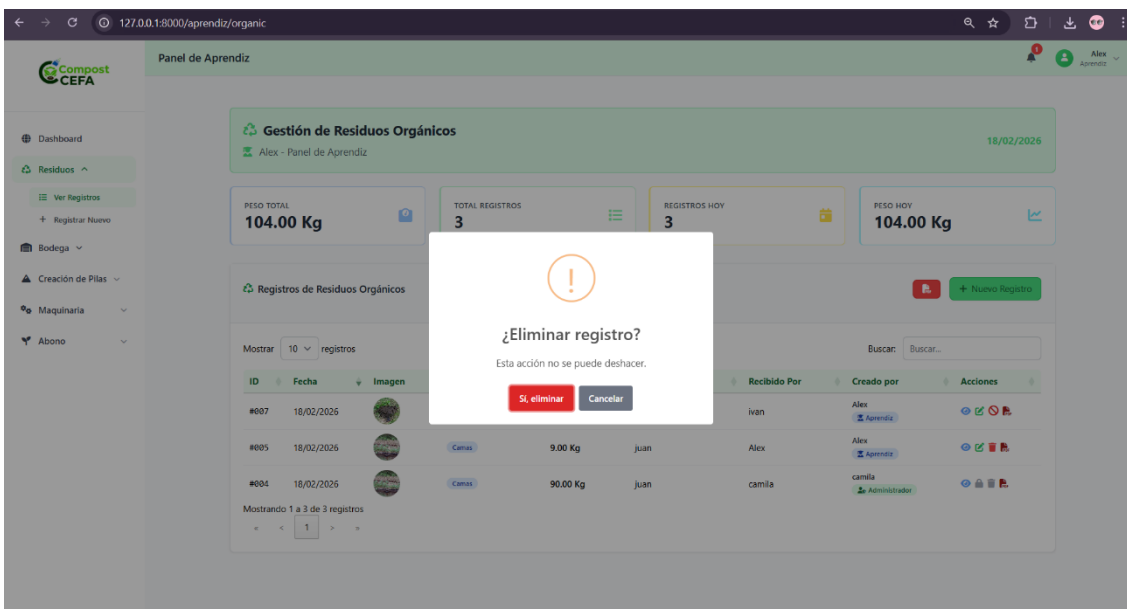 127.0.0.1:8000/aprendiz/organic
Compost
CEFA
Panel de Aprendiz
1
Alex
Aprendiz
Dashboard
Residuos
Ver Registros
+ Registrar Nuevo
Bodega
Creación de Pilas
Maquinaria
Abono
Gestión de Residuos Orgánicos
Alex - Panel de Aprendiz
18/02/2026
PESO TOTAL
104.00 Kg
TOTAL REGISTROS
3
REGISTROS HOY
3
PESO HOY
104.00 Kg
Registros de Residuos Orgánicos
+ Nuevo Registro
¿Eliminar registro?
Esta acción no se puede deshacer.
Sí, eliminar Cancelar
Mostrar 10 registros
Buscar: Buscar...
ID Fecha Imagen Recibido Por Creado por Acciones
#007 18/02/2026 ivan Alex
Aprendiz
#005 18/02/2026 Camas 9.00 Kg juan Alex Alex
Aprendiz
#004 18/02/2026 Camas 90.00 Kg juan camila camila
Administrador
Mostrando 1 a 3 de 3 registros
« < 1 > »